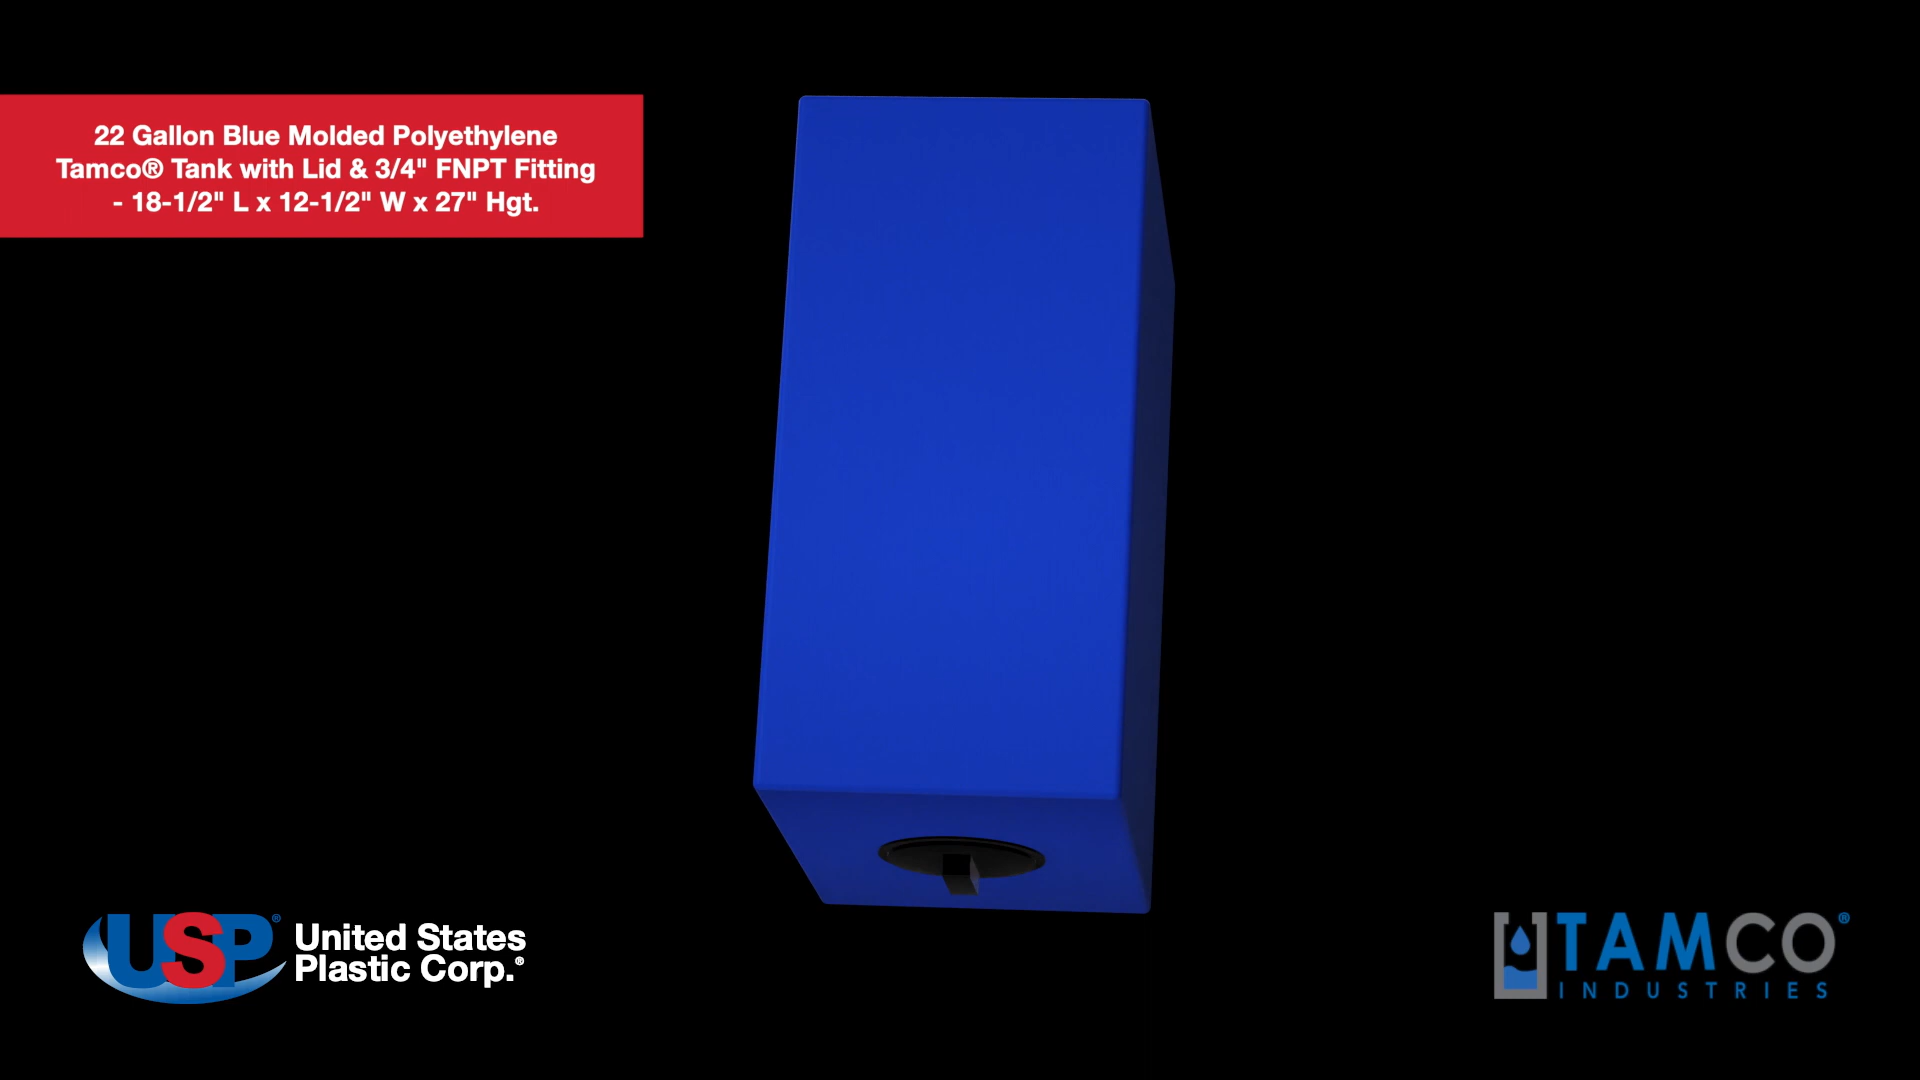 22 Gallon Blue Molded Polyethylene
Tamco® Tank with Lid & 3/4" FNPT Fitting
- 18-1/2" L x 12-1/2" W x 27" Hgt.
USP®
United States
Plastic Corp.®
TAMCO®
INDUSTRIES